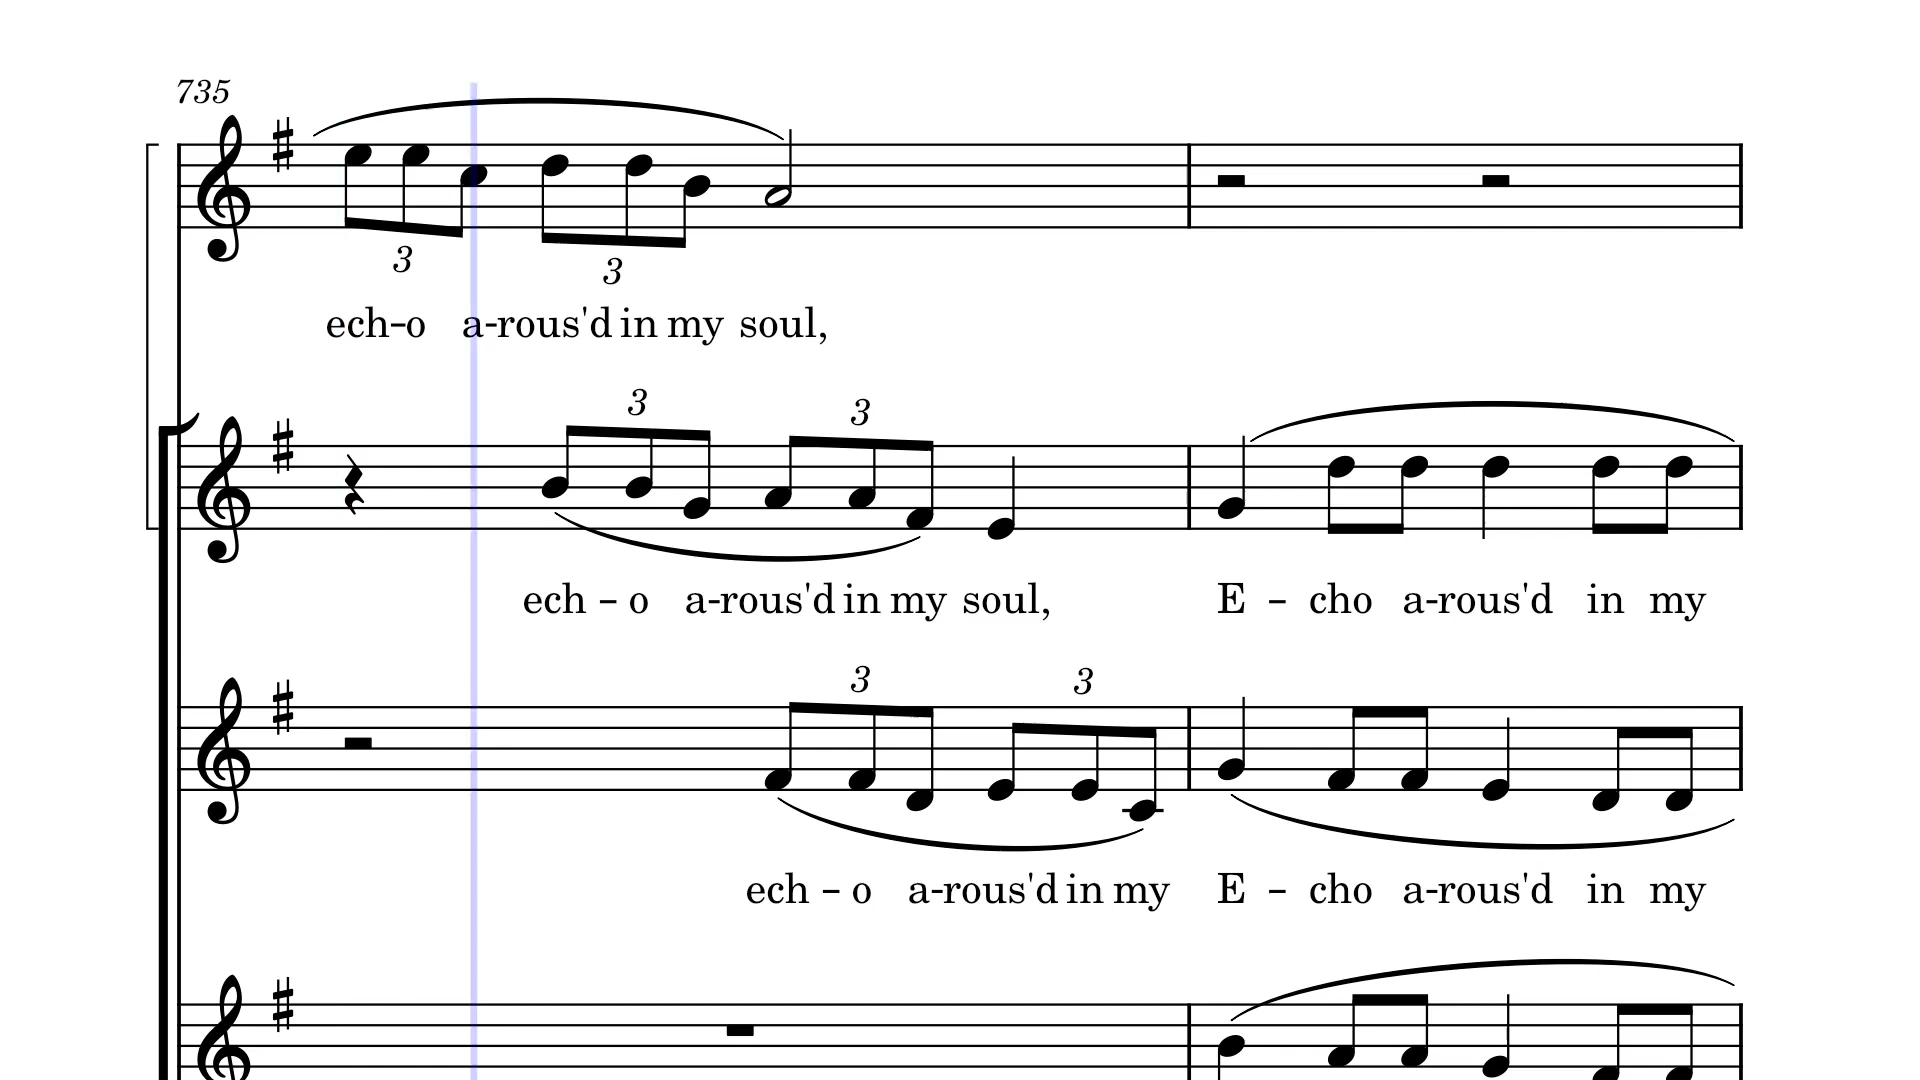 735
3 3
ech-o a-rous'd in my soul,
3 3
ech - o a-rous'd in my soul, E - cho a-rous'd in my
3 3
ech - o a-rous'd in my E - cho a-rous'd in my